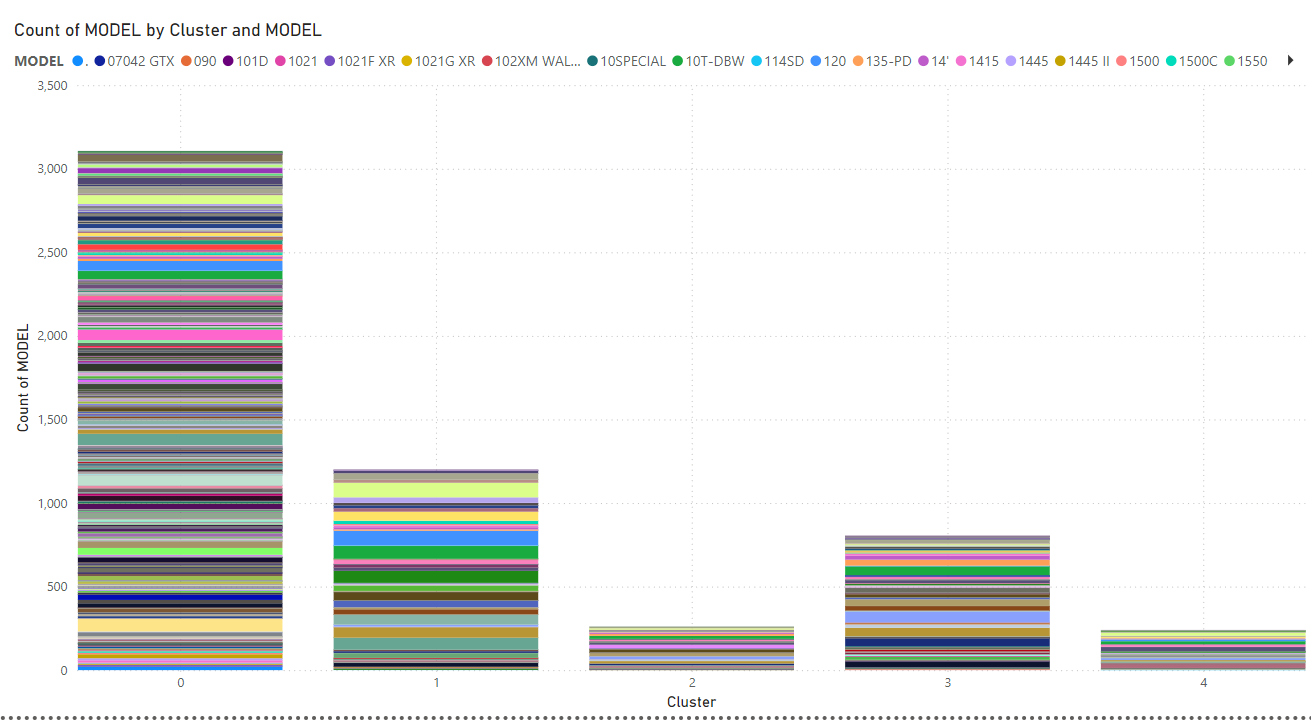 Count of MODEL by Cluster and MODEL
MODEL . 07042 GTX 090 101D 1021 1021F XR 1021G XR 102XM WAL... 10SPECIAL 10T-DBW 114SD 120 135-PD 14' 1415 1445 1445 II 1500 1500C 1550
3,500
3,000
2,500
2,000
1,500
1,000
500
0
Count of MODEL
0 1 2 3 4
Cluster